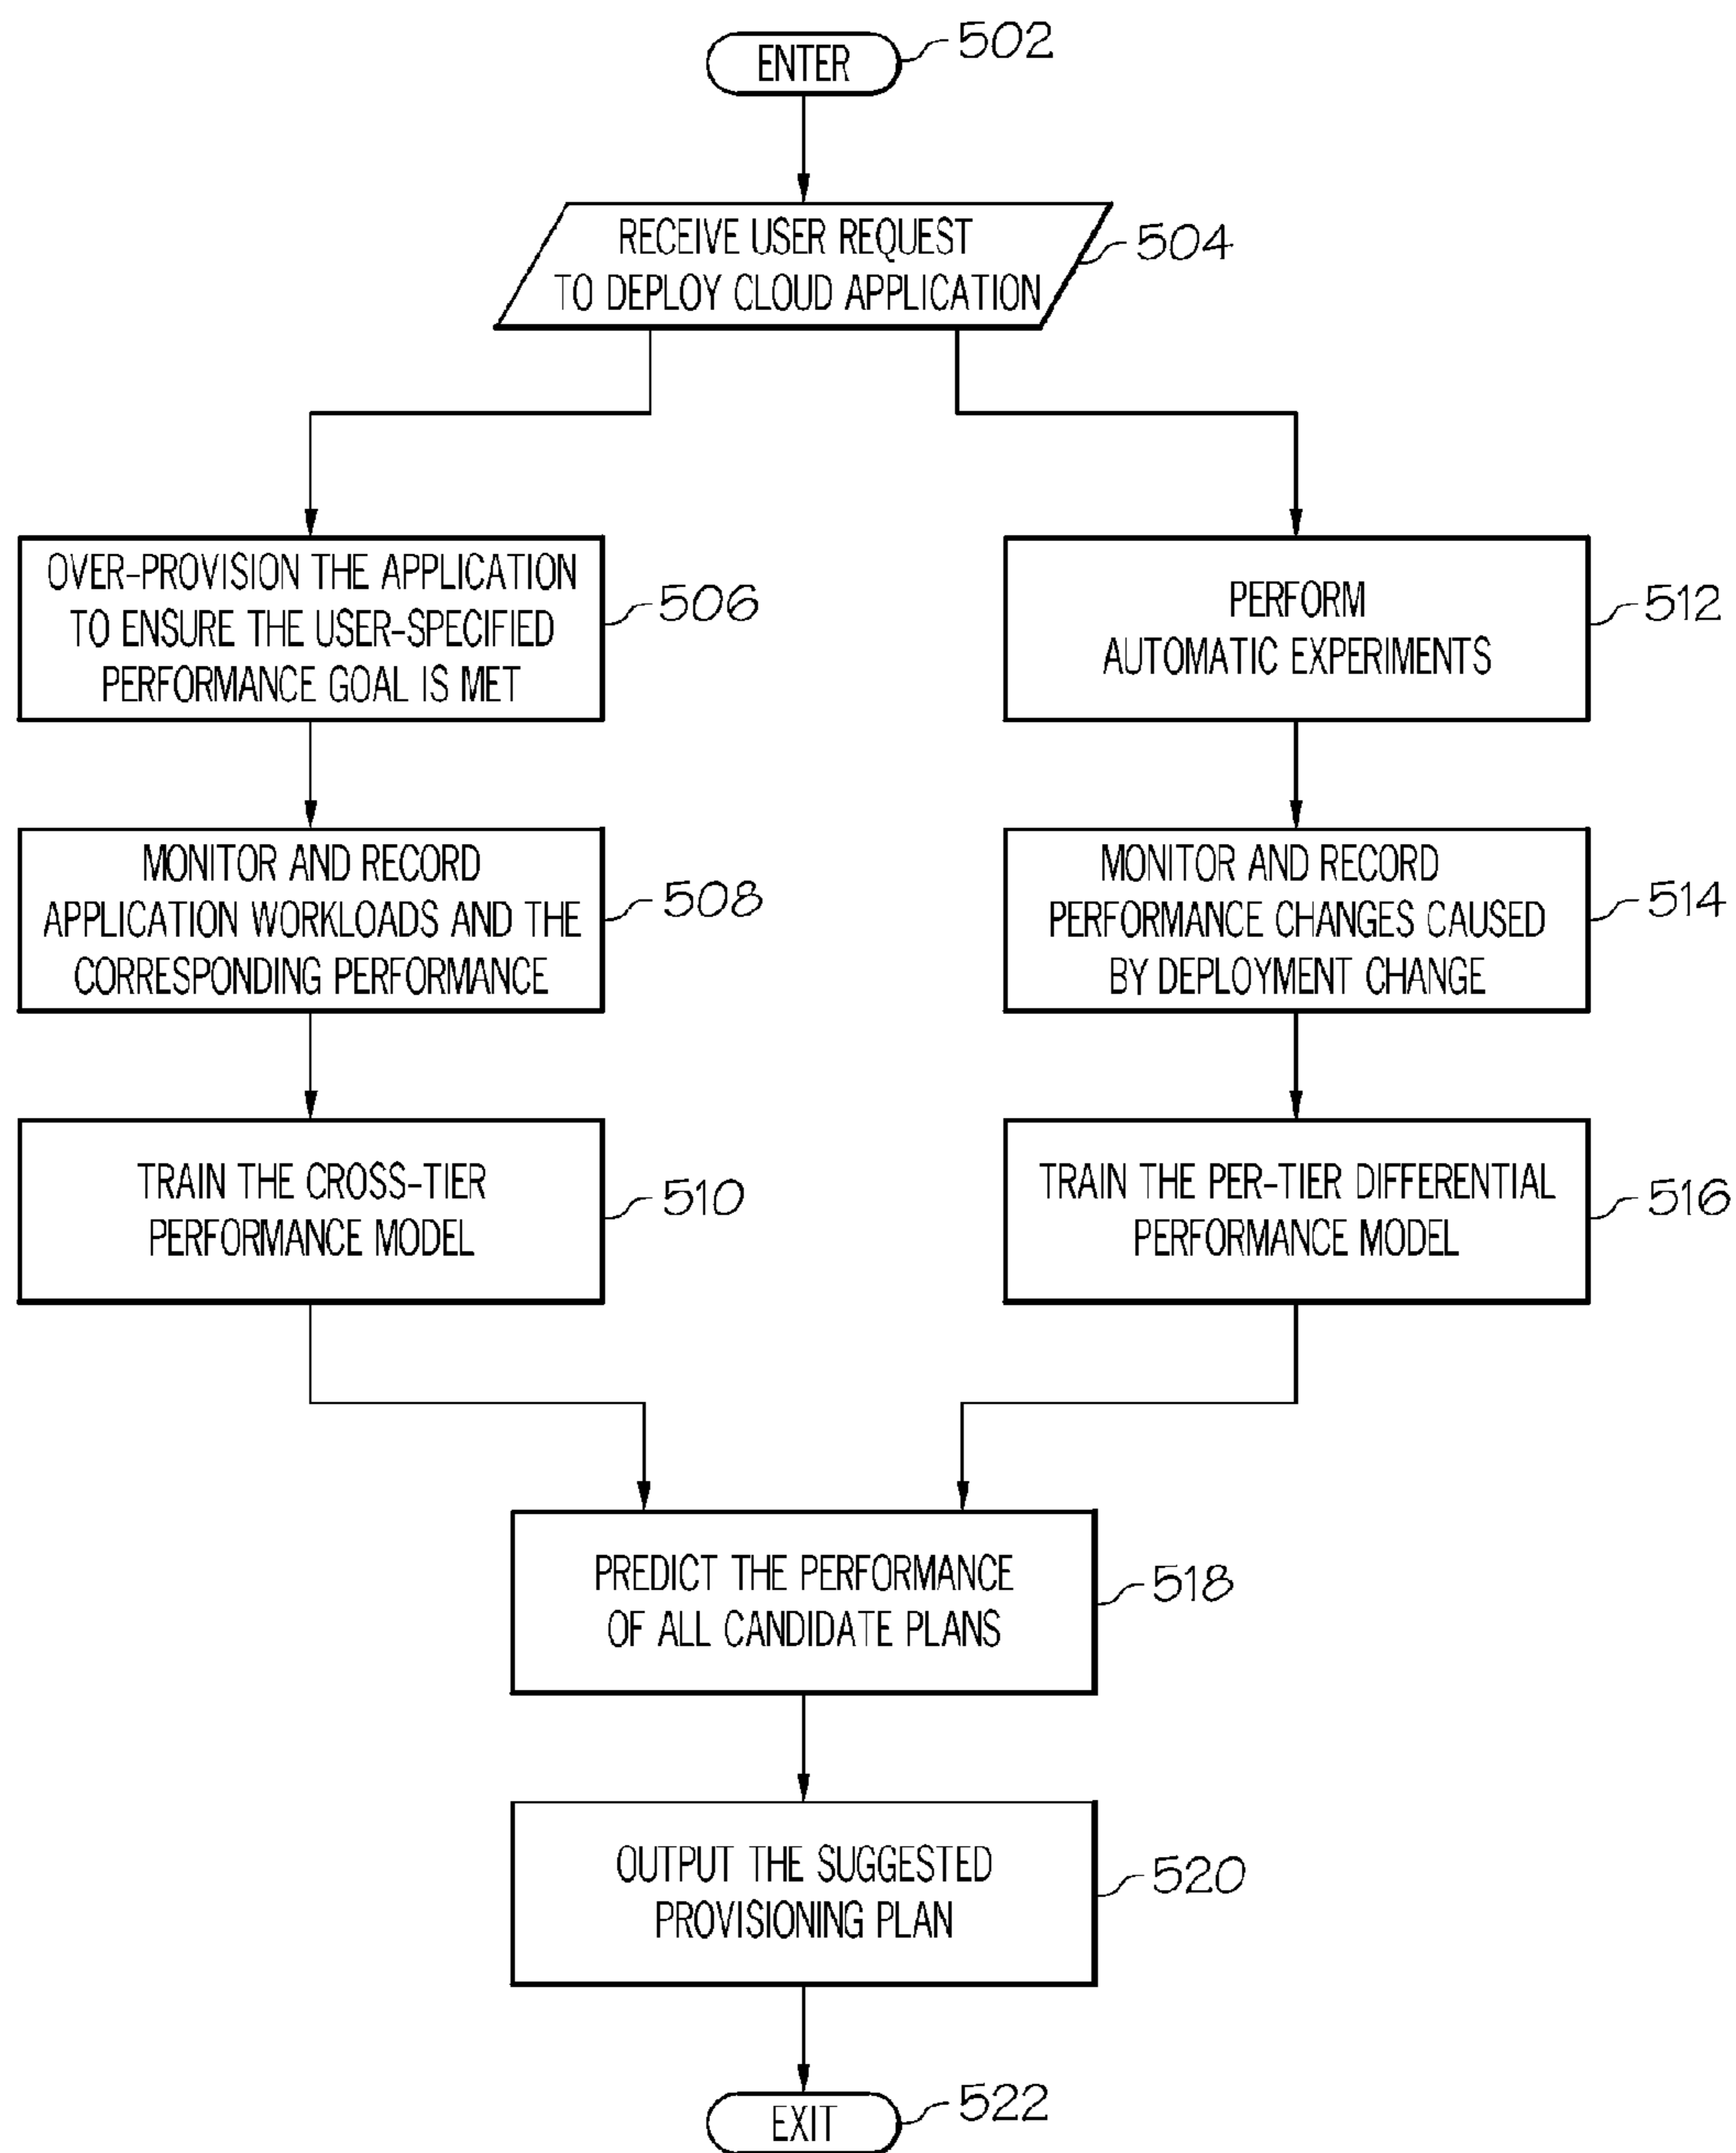 ENTER
502
RECEIVE USER REQUEST
TO DEPLOY CLOUD APPLICATION
504
OVER-PROVISION THE APPLICATION
TO ENSURE THE USER-SPECIFIED
PERFORMANCE GOAL IS MET
506
PERFORM
AUTOMATIC EXPERIMENTS
512
MONITOR AND RECORD
APPLICATION WORKLOADS AND THE
CORRESPONDING PERFORMANCE
508
MONITOR AND RECORD
PERFORMANCE CHANGES CAUSED
BY DEPLOYMENT CHANGE
514
TRAIN THE CROSS-TIER
PERFORMANCE MODEL
510
TRAIN THE PER-TIER DIFFERENTIAL
PERFORMANCE MODEL
516
PREDICT THE PERFORMANCE
OF ALL CANDIDATE PLANS
518
OUTPUT THE SUGGESTED
PROVISIONING PLAN
520
EXIT
522